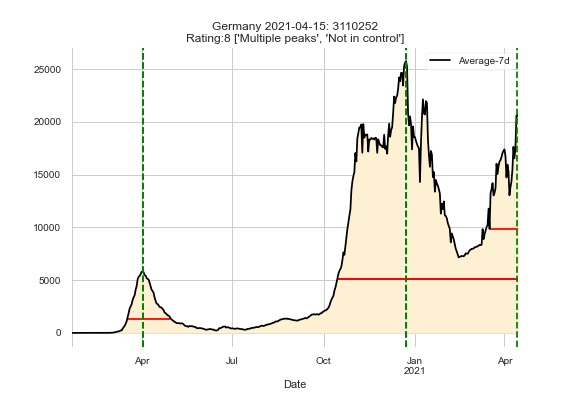 Germany 2021-04-15: 3110252
Rating:8 ['Multiple peaks', 'Not in control']
Average-7d
25000
20000
15000
10000
5000
0
Apr
Jul
Oct
Jan
2021
Apr
Date